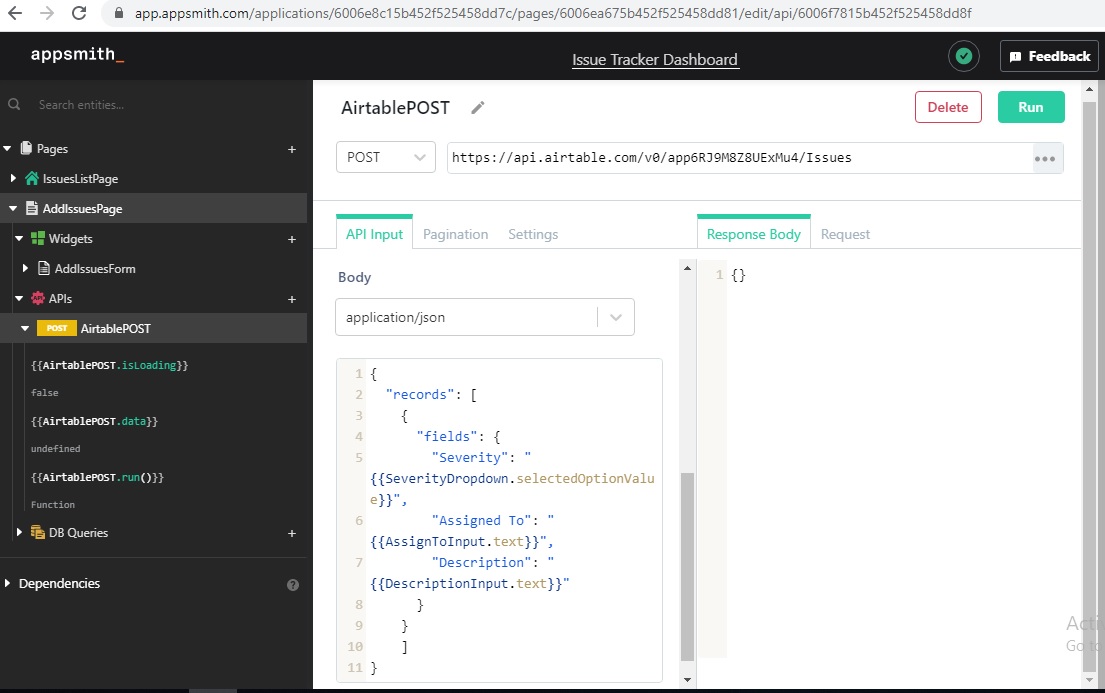 app.appsmith.com/applications/6006e8c15b452f525458dd7c/pages/6006ea675b452f525458dd81/edit/api/6006f7815b452f525458dd8f
appsmith_
Issue Tracker Dashboard
Feedback
Search entities...
Pages +
IssuesListPage
AddIssuesPage
Widgets +
AddIssuesForm
APIs +
POST AirtablePOST
{{AirtablePOST.isLoading}}
false
{{AirtablePOST.data}}
undefined
{{AirtablePOST.run()}}
Function
DB Queries +
Dependencies ?
AirtablePOST
Delete
Run
POST
https://api.airtable.com/v0/app6RJ9M8Z8UExMu4/Issues
API Input Pagination Settings
Body
application/json
1 {
2 "records": [
3 {
4 "fields": {
5 "Severity": "
{{SeverityDropdown.selectedOptionValu
e}}",
6 "Assigned To": "
{{AssignToInput.text}}",
7 "Description": "
{{DescriptionInput.text}}"
8 }
9 }
10 ]
11 }
Response Body Request
1 {}
Acti
Go to